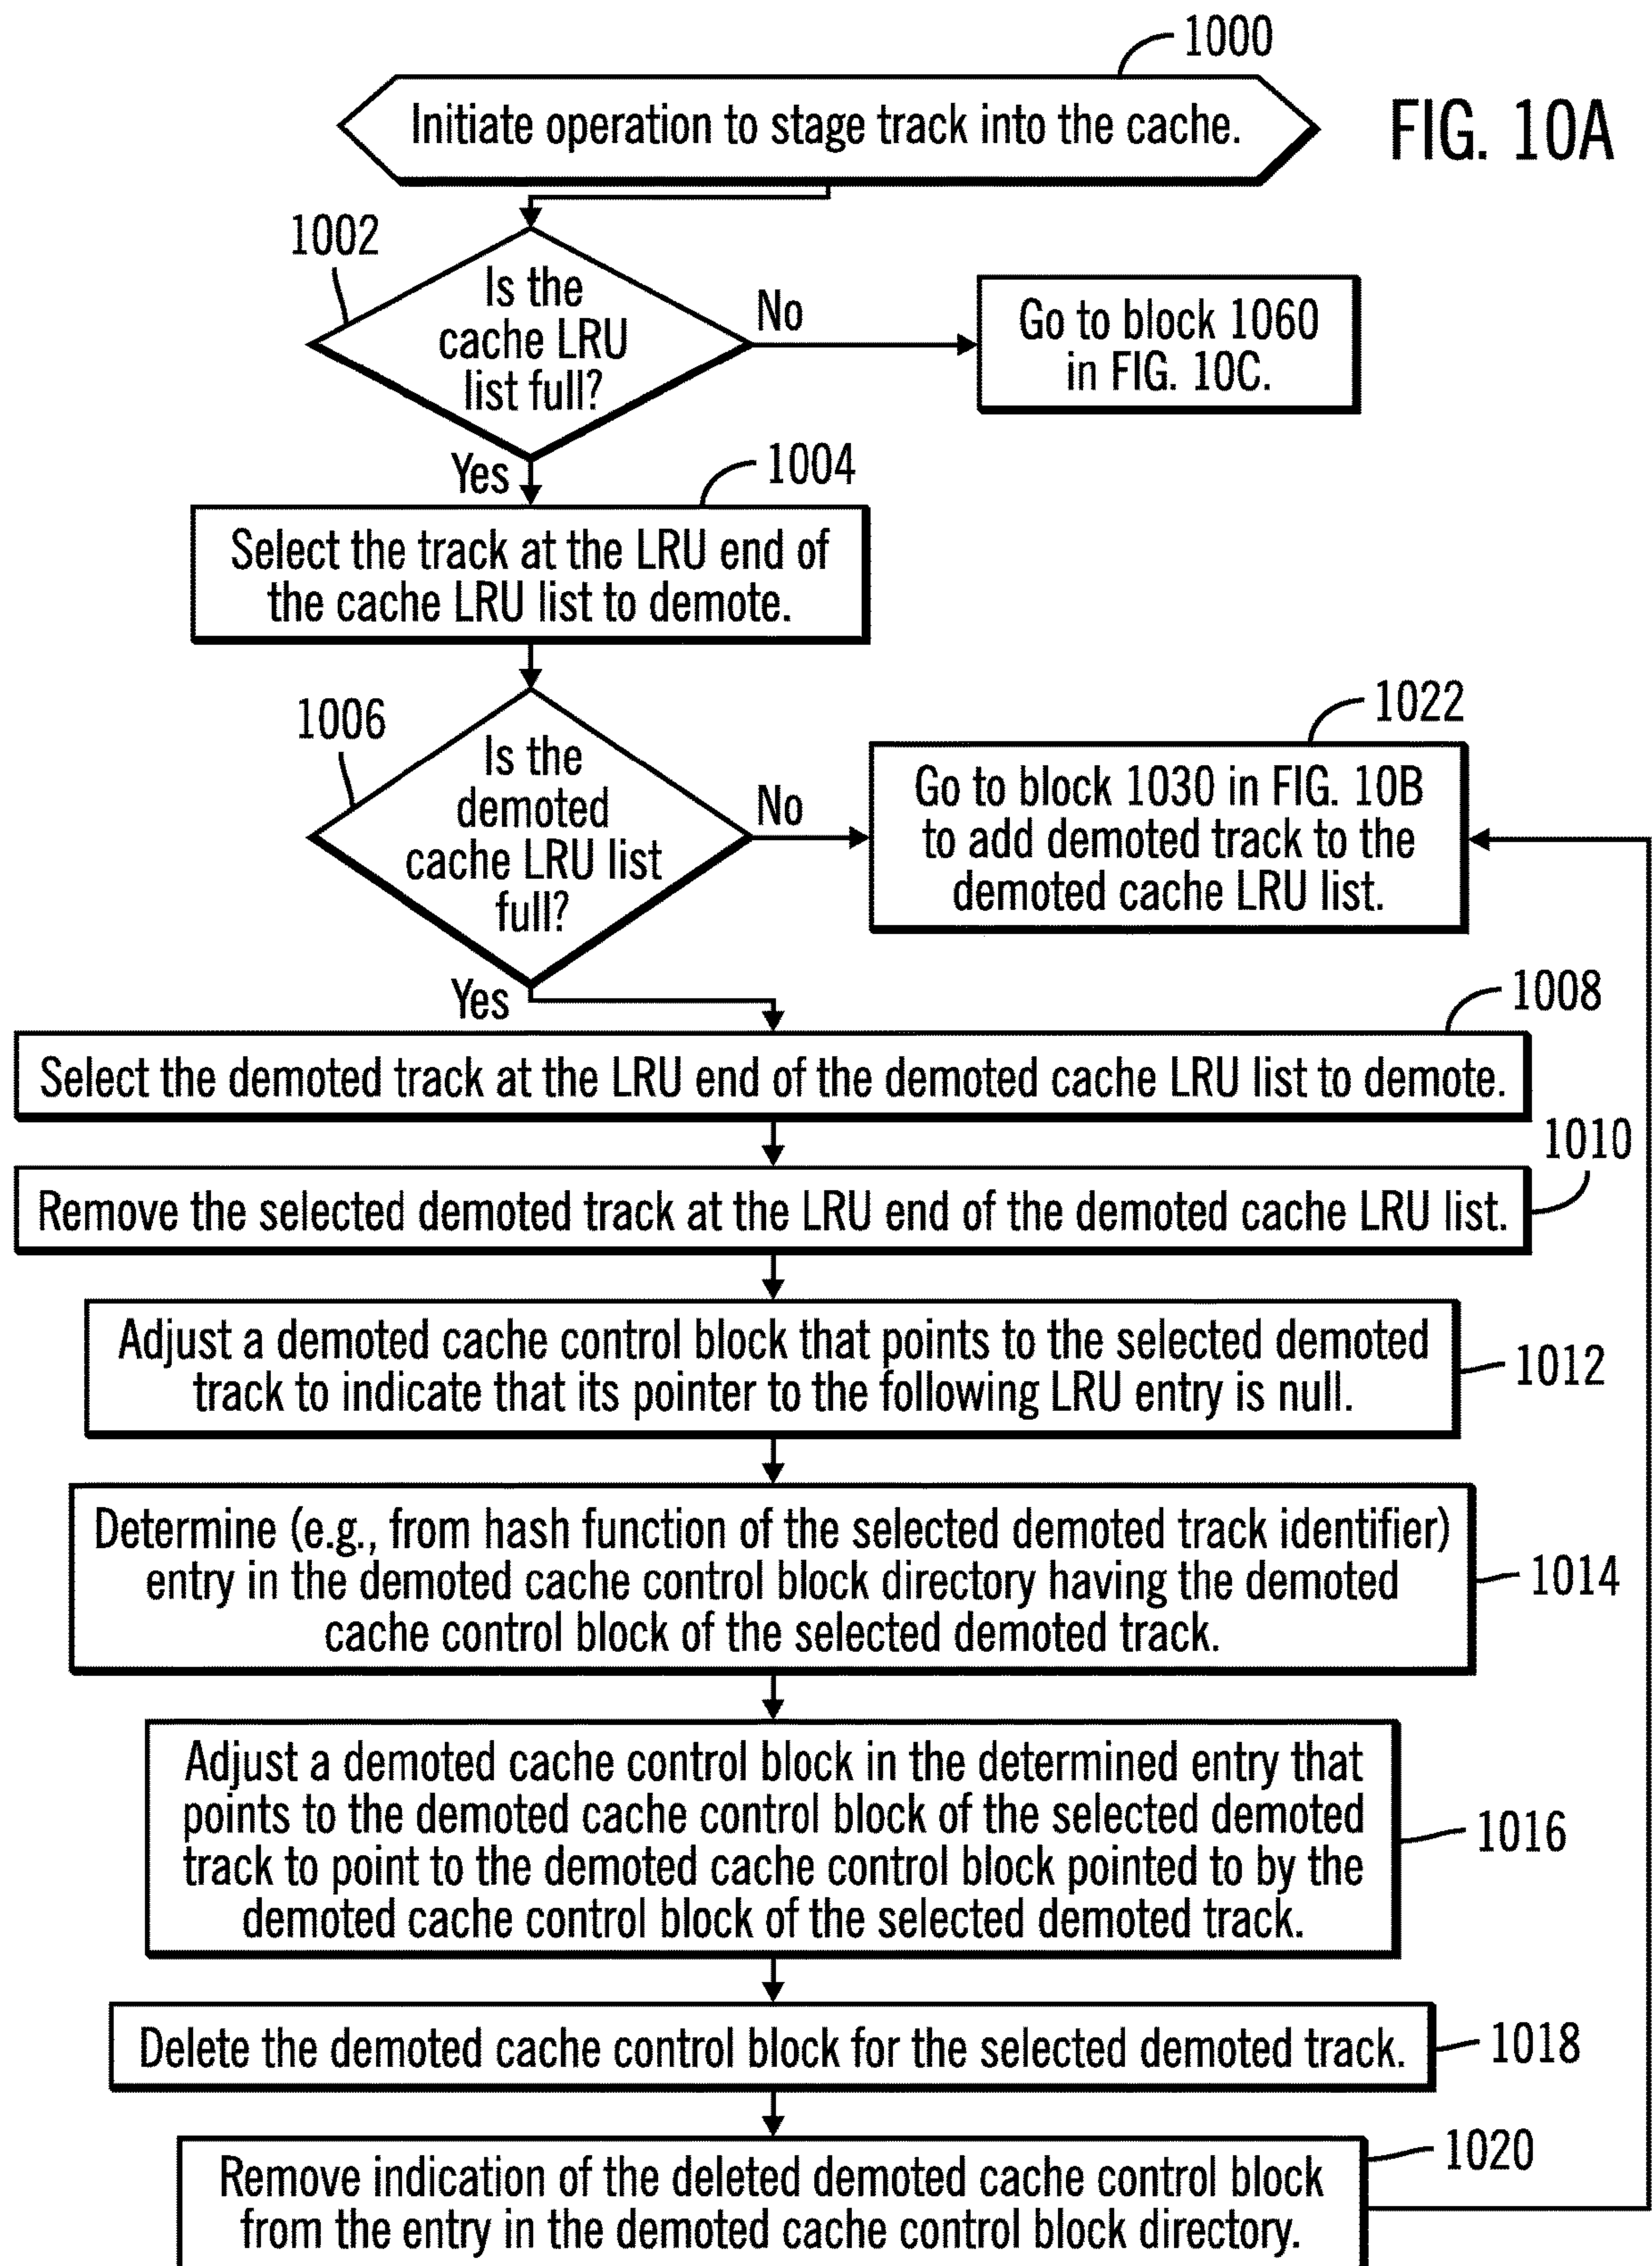 1000
Initiate operation to stage track into the cache.
FIG. 10A
1002
Is the
cache LRU
list full?
No
Go to block 1060
in FIG. 10C.
Yes
1004
Select the track at the LRU end of
the cache LRU list to demote.
1006
Is the
demoted
cache LRU list
full?
No
1022
Go to block 1030 in FIG. 10B
to add demoted track to the
demoted cache LRU list.
Yes
1008
Select the demoted track at the LRU end of the demoted cache LRU list to demote.
1010
Remove the selected demoted track at the LRU end of the demoted cache LRU list.
Adjust a demoted cache control block that points to the selected demoted
track to indicate that its pointer to the following LRU entry is null.
1012
Determine (e.g., from hash function of the selected demoted track identifier)
entry in the demoted cache control block directory having the demoted
cache control block of the selected demoted track.
1014
Adjust a demoted cache control block in the determined entry that
points to the demoted cache control block of the selected demoted
track to point to the demoted cache control block pointed to by the
demoted cache control block of the selected demoted track.
1016
Delete the demoted cache control block for the selected demoted track.
1018
1020
Remove indication of the deleted demoted cache control block
from the entry in the demoted cache control block directory.